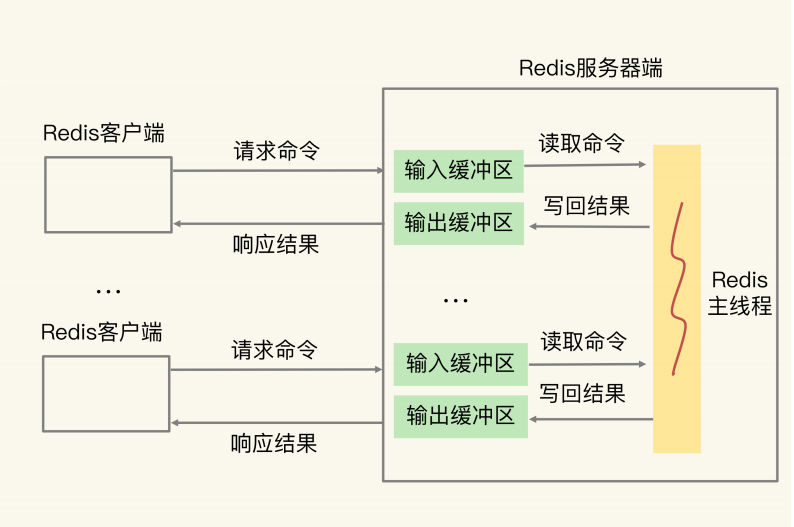 Redis服务器端
Redis客户端
请求命令
读取命令
输入缓冲区
输出缓冲区
写回结果
响应结果
...
...
Redis
主线程
Redis客户端
请求命令
读取命令
输入缓冲区
写回结果
输出缓冲区
响应结果